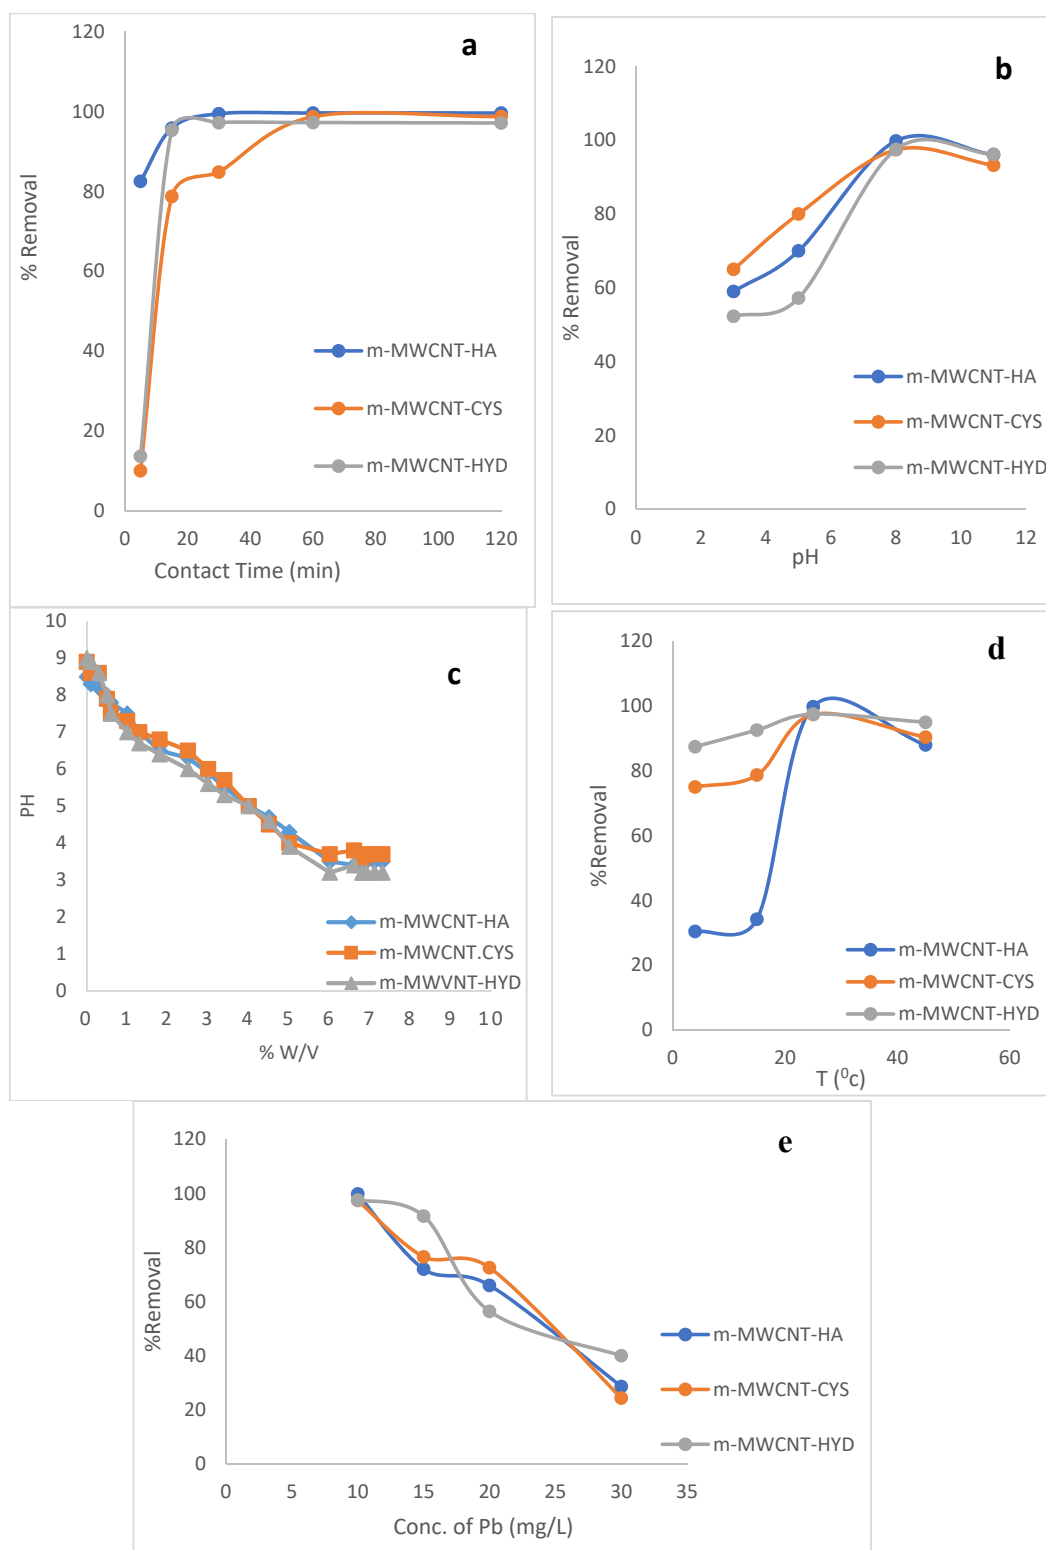 a
120
100
80
60
40
20
0
% Removal
m-MWCNT-HA
m-MWCNT-CYS
m-MWCNT-HYD
0 20 40 60 80 100 120
Contact Time (min)
b
120
100
80
60
40
20
0
% Removal
m-MWCNT-HA
m-MWCNT-CYS
m-MWCNT-HYD
0 2 4 6 8 10 12
pH
c
10
9
8
7
6
5
4
3
2
1
0
PH
m-MWCNT-HA
m-MWCNT.CYS
m-MWVNT-HYD
0 1 2 3 4 5 6 7 8 9 10
% W/V
d
120
100
80
60
40
20
0
%Removal
m-MWCNT-HA
m-MWCNT-CYS
m-MWCNT-HYD
0 20 40 60
T (⁰c)
e
120
100
80
60
40
20
0
%Removal
m-MWCNT-HA
m-MWCNT-CYS
m-MWCNT-HYD
0 5 10 15 20 25 30 35
Conc. of Pb (mg/L)